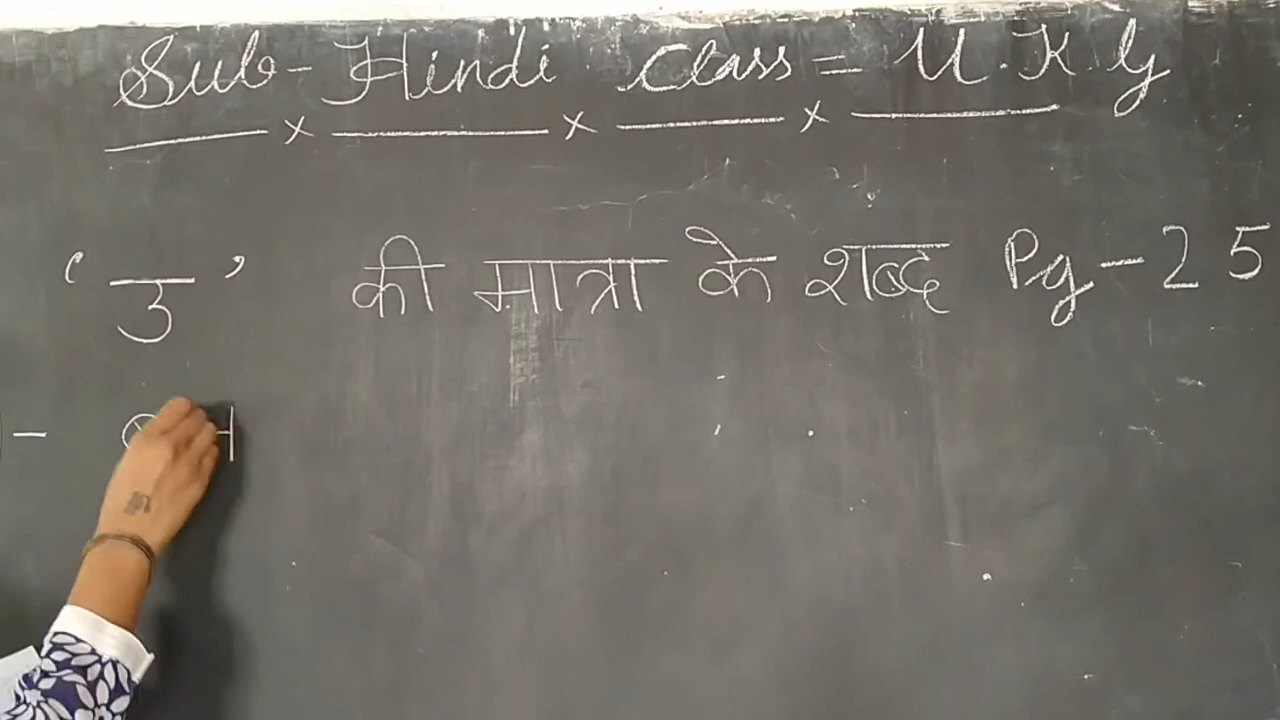 Sub - Hindi Class = U.K.G
'उ' की मात्रा के शब्द Pg - 25